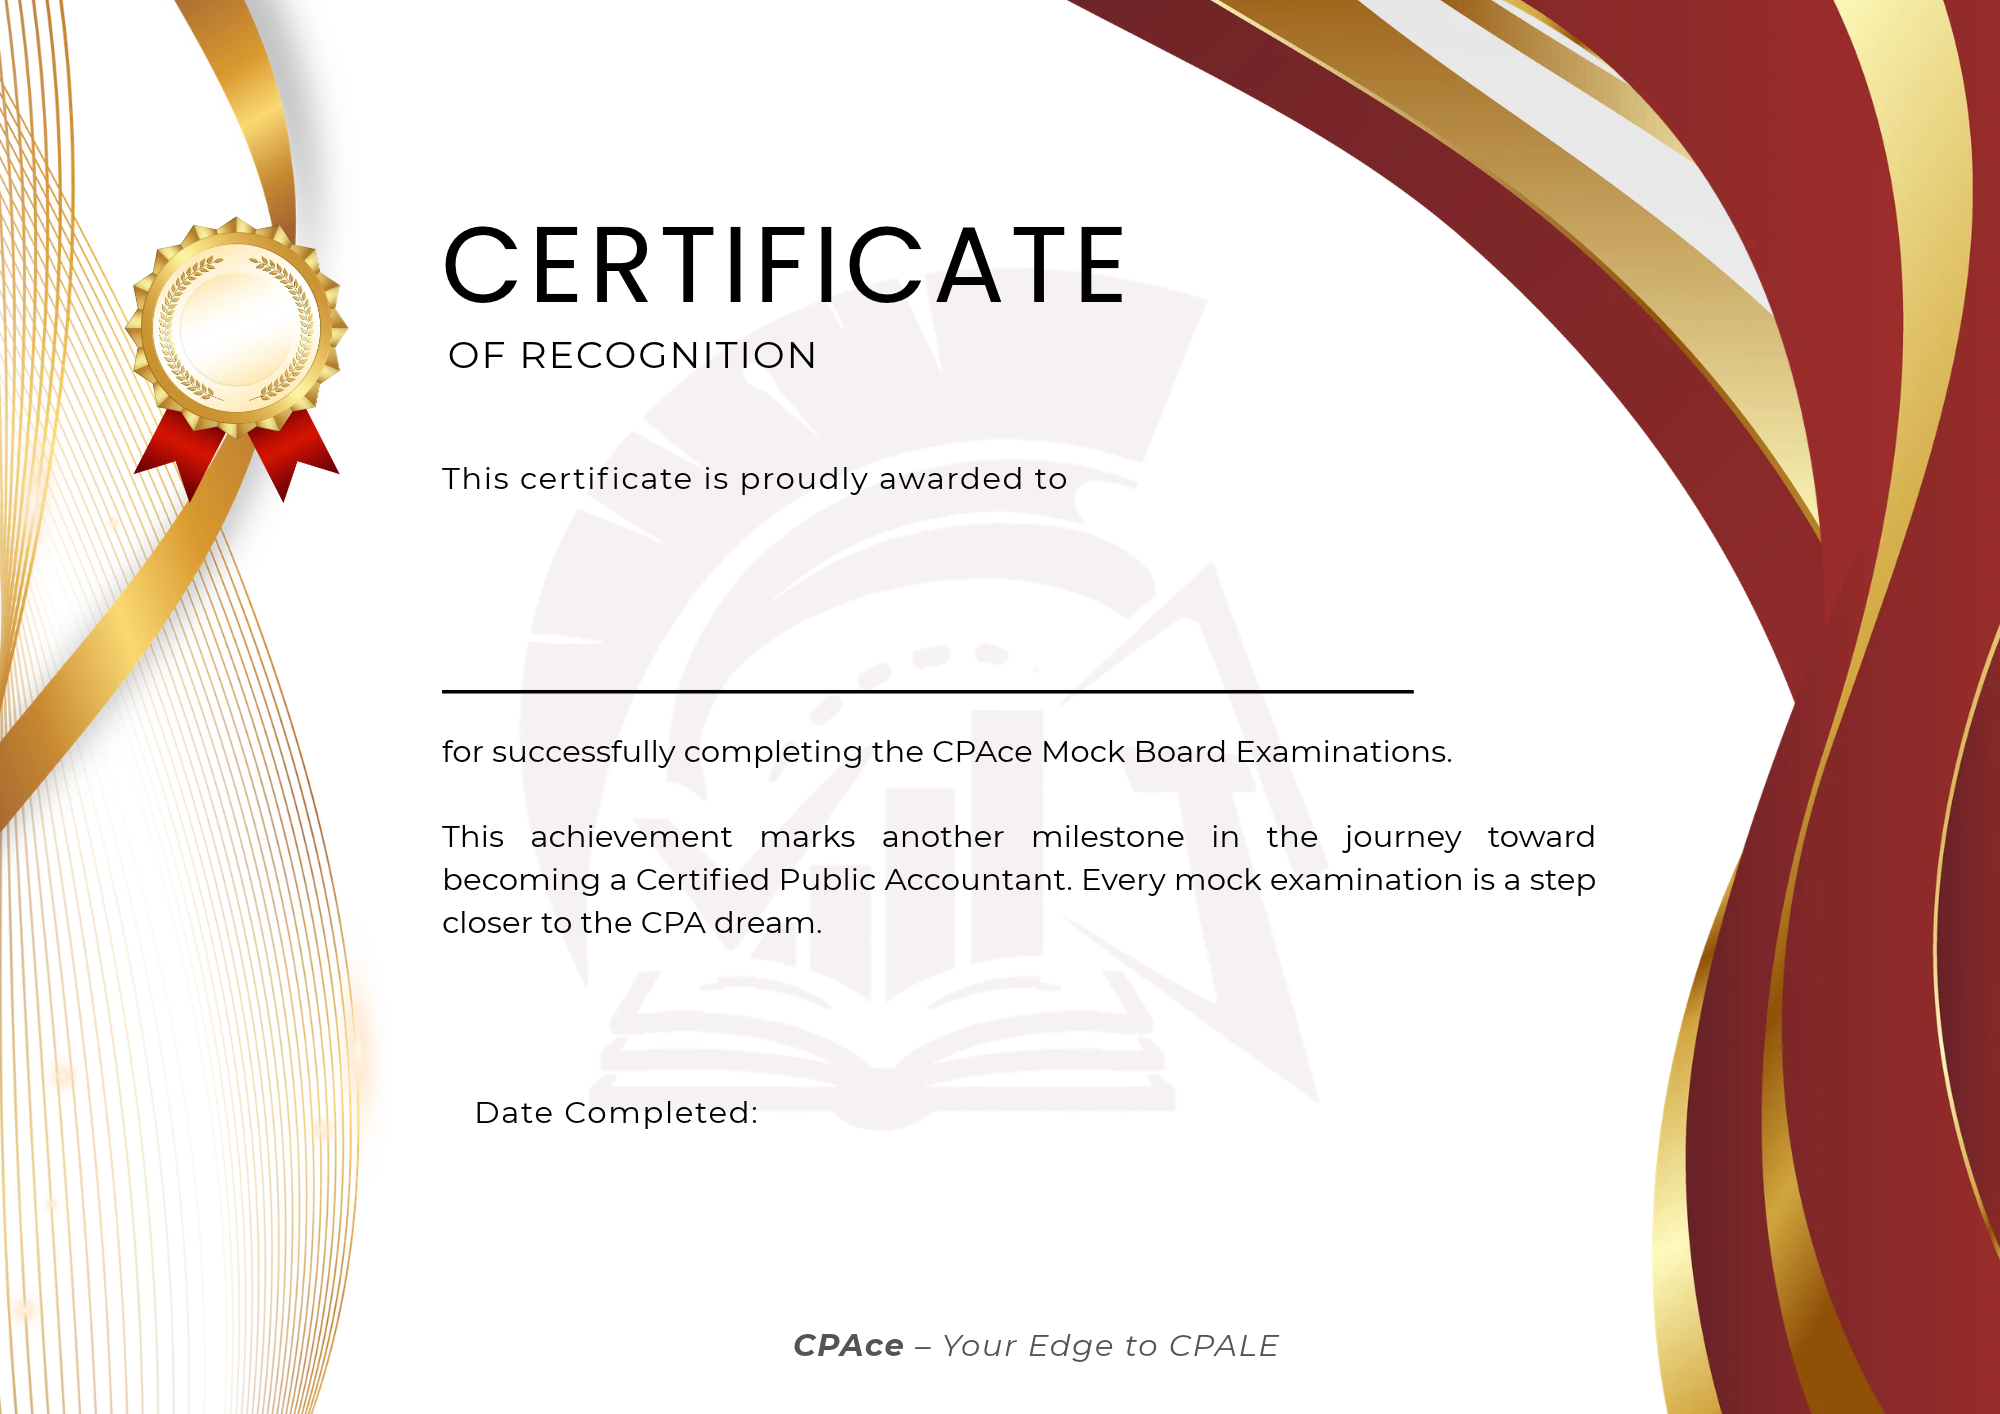 CERTIFICATE
OF RECOGNITION
This certificate is proudly awarded to
for successfully completing the CPAce Mock Board Examinations.
This achievement marks another milestone in the journey toward
becoming a Certified Public Accountant. Every mock examination is a step
closer to the CPA dream.
Date Completed:
CPAce – Your Edge to CPALE